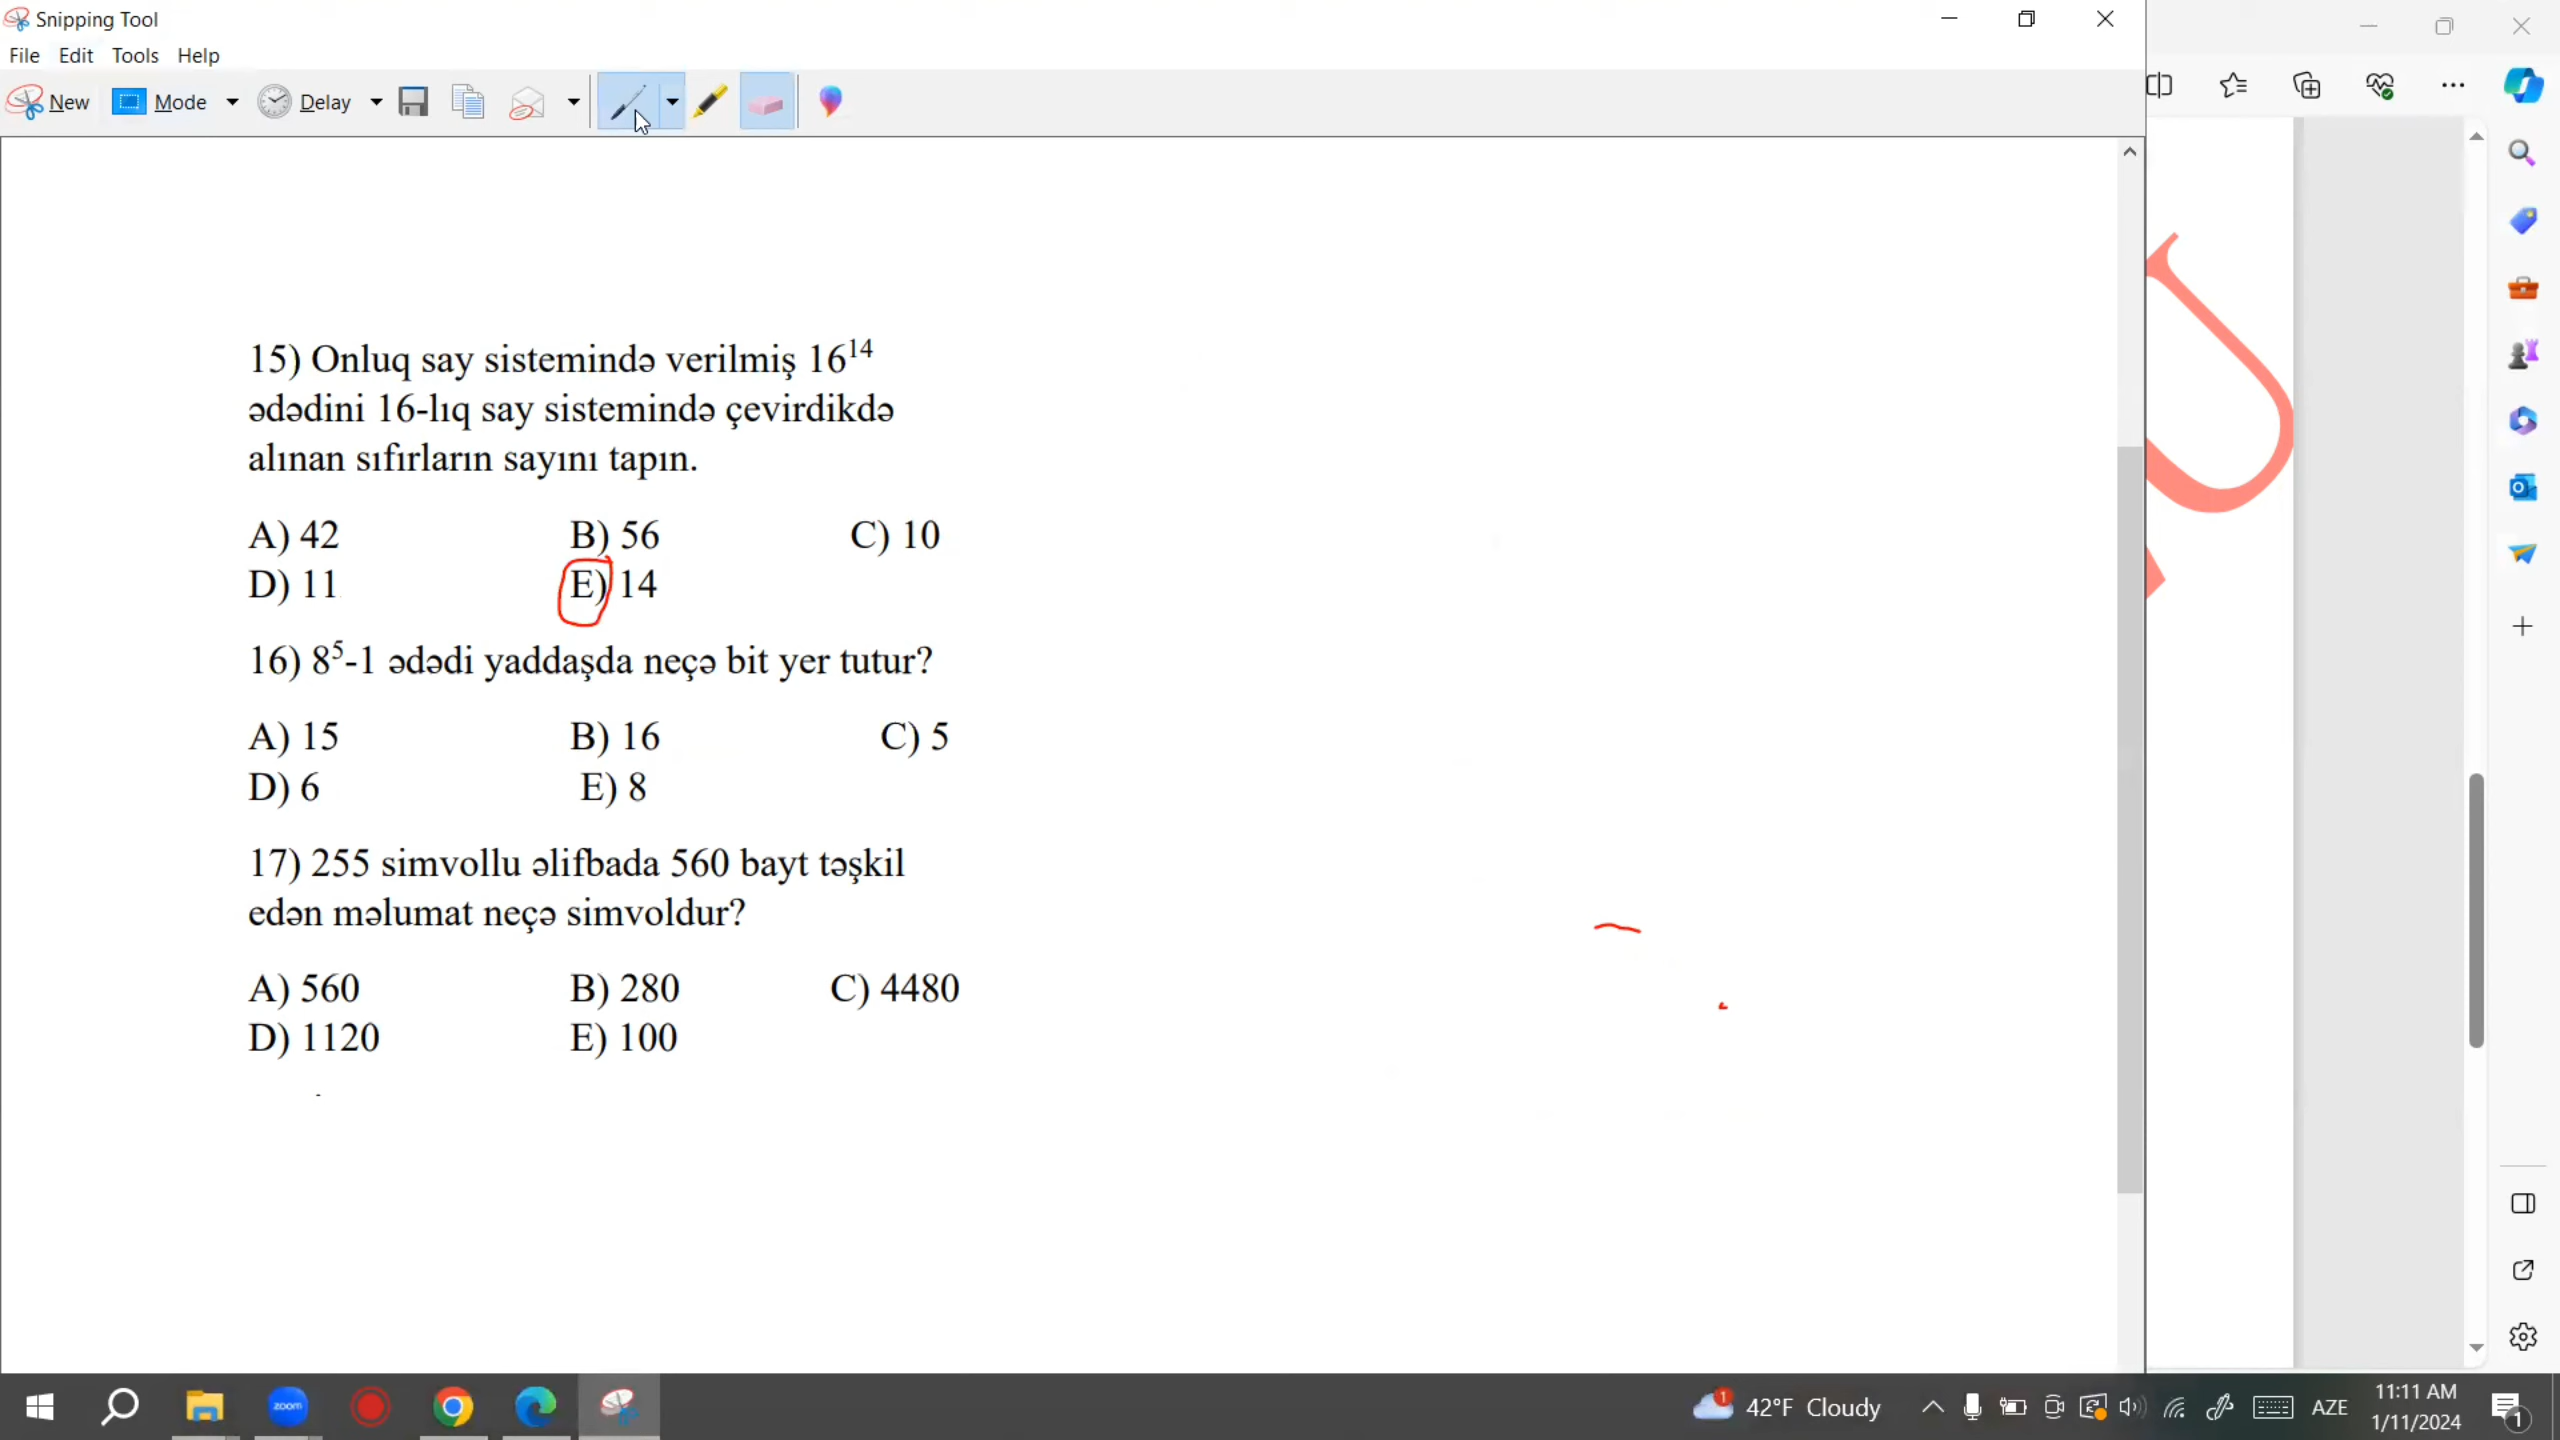 Snipping Tool
File Edit Tools Help
New Mode Delay
15) Onluq say sistemində verilmiş 16¹⁴
ədədini 16-lıq say sistemində çevirdikdə
alınan sıfırların sayını tapın.
A) 42 B) 56 C) 10
D) 11 E) 14
16) 8⁵-1 ədədi yaddaşda neçə bit yer tutur?
A) 15 B) 16 C) 5
D) 6 E) 8
17) 255 simvollu əlifbada 560 bayt təşkil
edən məlumat neçə simvoldur?
A) 560 B) 280 C) 4480
D) 1120 E) 100
zoom
1 42°F Cloudy AZE 11:11 AM
1/11/2024 1